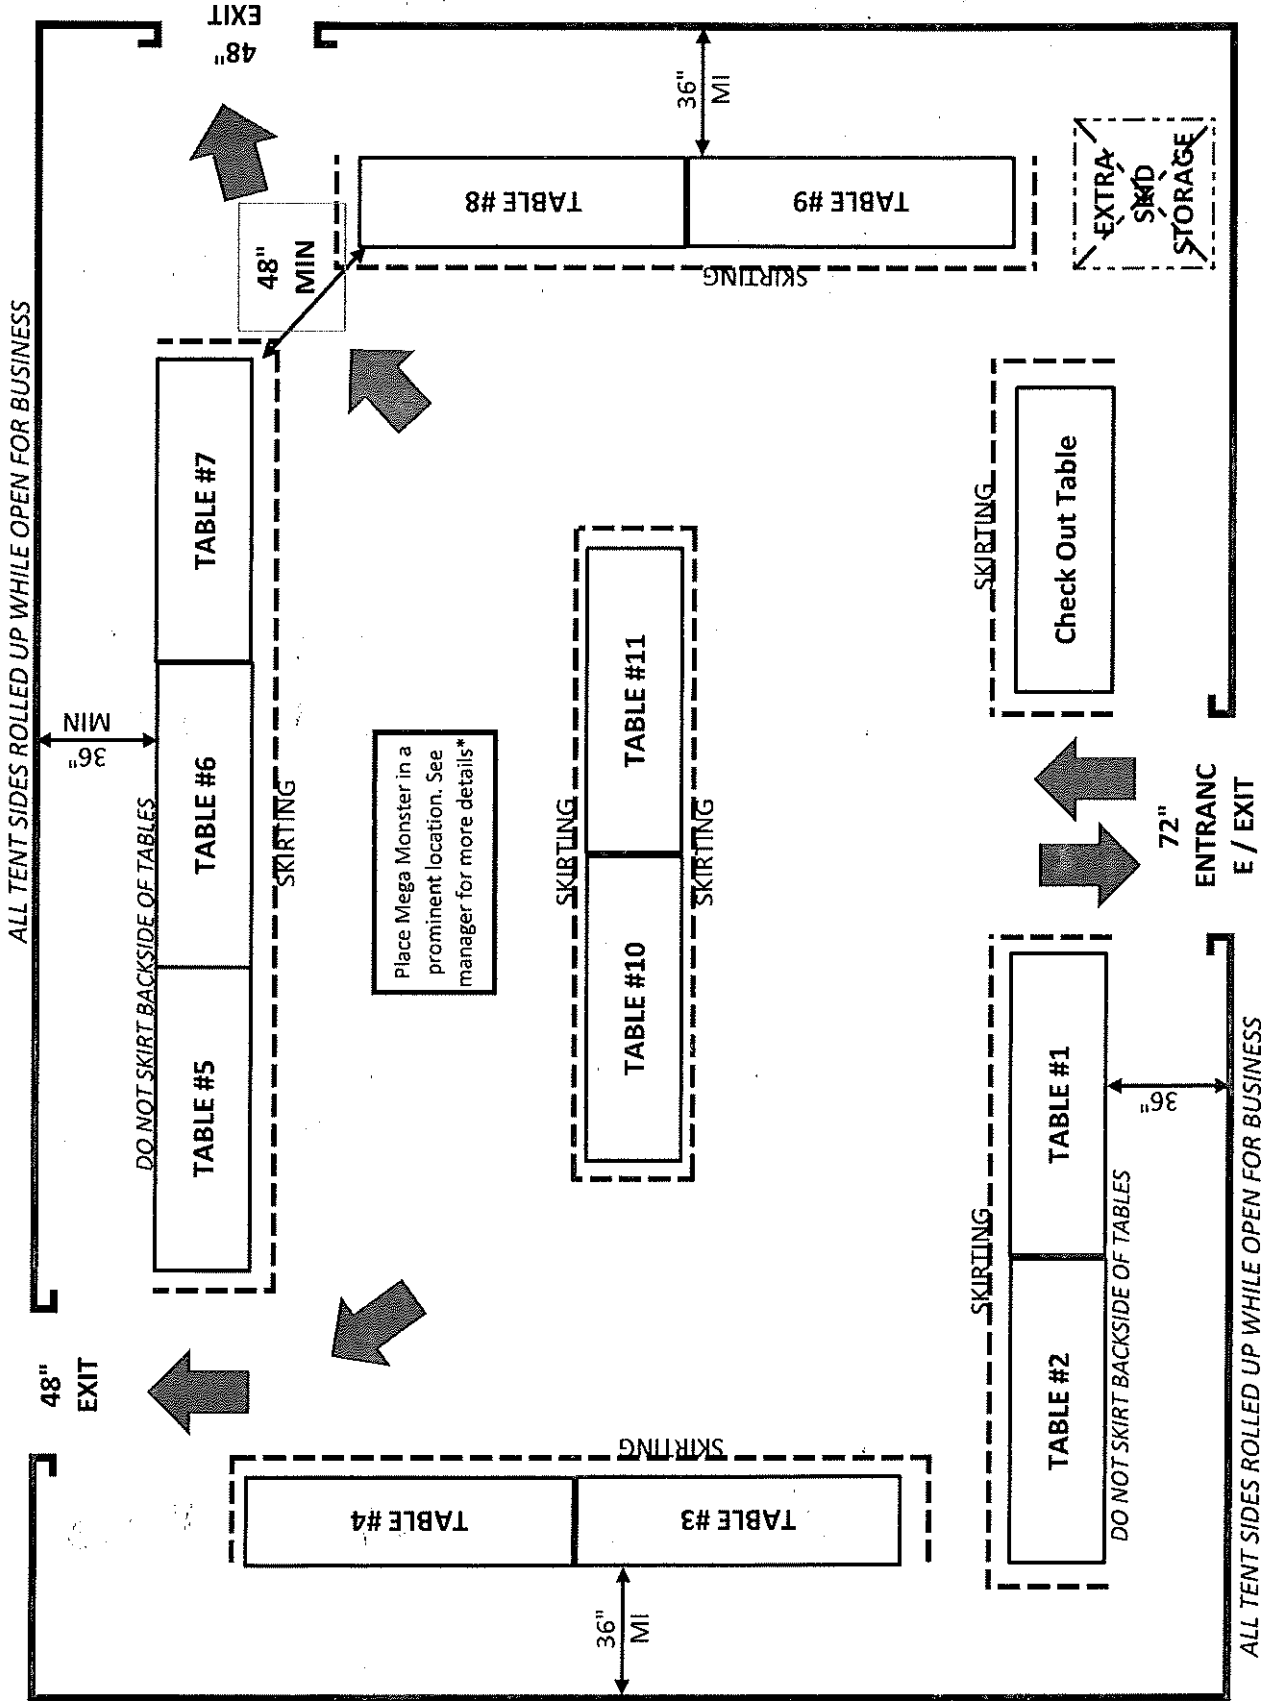 ALL TENT SIDES ROLLED UP WHILE OPEN FOR BUSINESS
48"
EXIT
48"
EXIT
36"
MIN
DO NOT SKIRT BACKSIDE OF TABLES
TABLE #5
TABLE #6
TABLE #7
SKIRTING
48"
MIN
TABLE #4
TABLE #3
SKIRTING
36"
MI
Place Mega Monster in a
prominent location. See
manager for more details*
SKIRTING
TABLE #10
TABLE #11
SKIRTING
TABLE #8
TABLE #9
SKIRTING
36"
MI
SKIRTING
TABLE #2
TABLE #1
DO NOT SKIRT BACKSIDE OF TABLES
36"
72"
ENTRANC
E / EXIT
SKIRTING
Check Out Table
EXTRA
SKID
STORAGE
ALL TENT SIDES ROLLED UP WHILE OPEN FOR BUSINESS